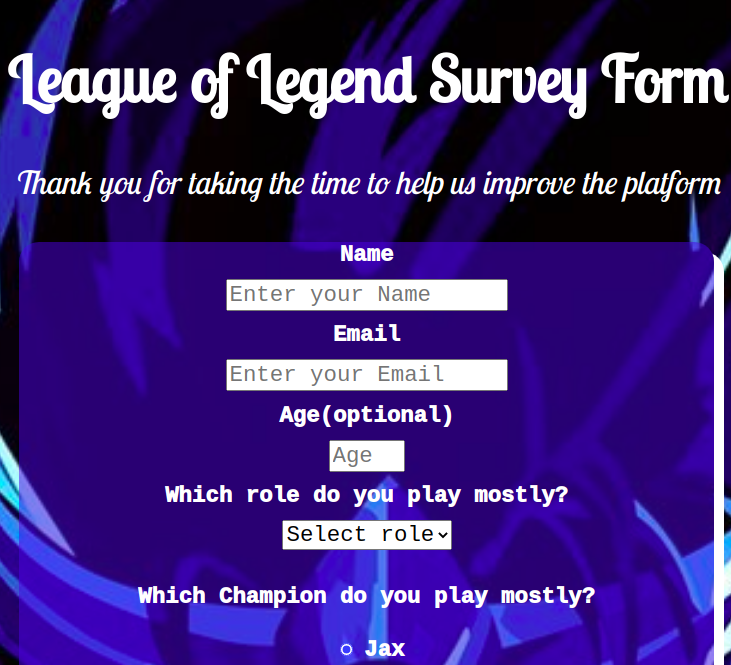 League of Legend Survey Form
Thank you for taking the time to help us improve the platform
Name
Enter your Name
Email
Enter your Email
Age(optional)
Age
Which role do you play mostly?
Select role
Which Champion do you play mostly?
Jax